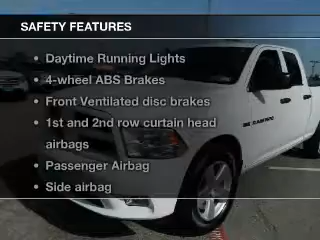 SAFETY FEATURES
• Daytime Running Lights
• 4-wheel ABS Brakes
• Front Ventilated disc brakes
• 1st and 2nd row curtain head
airbags
• Passenger Airbag
• Side airbag